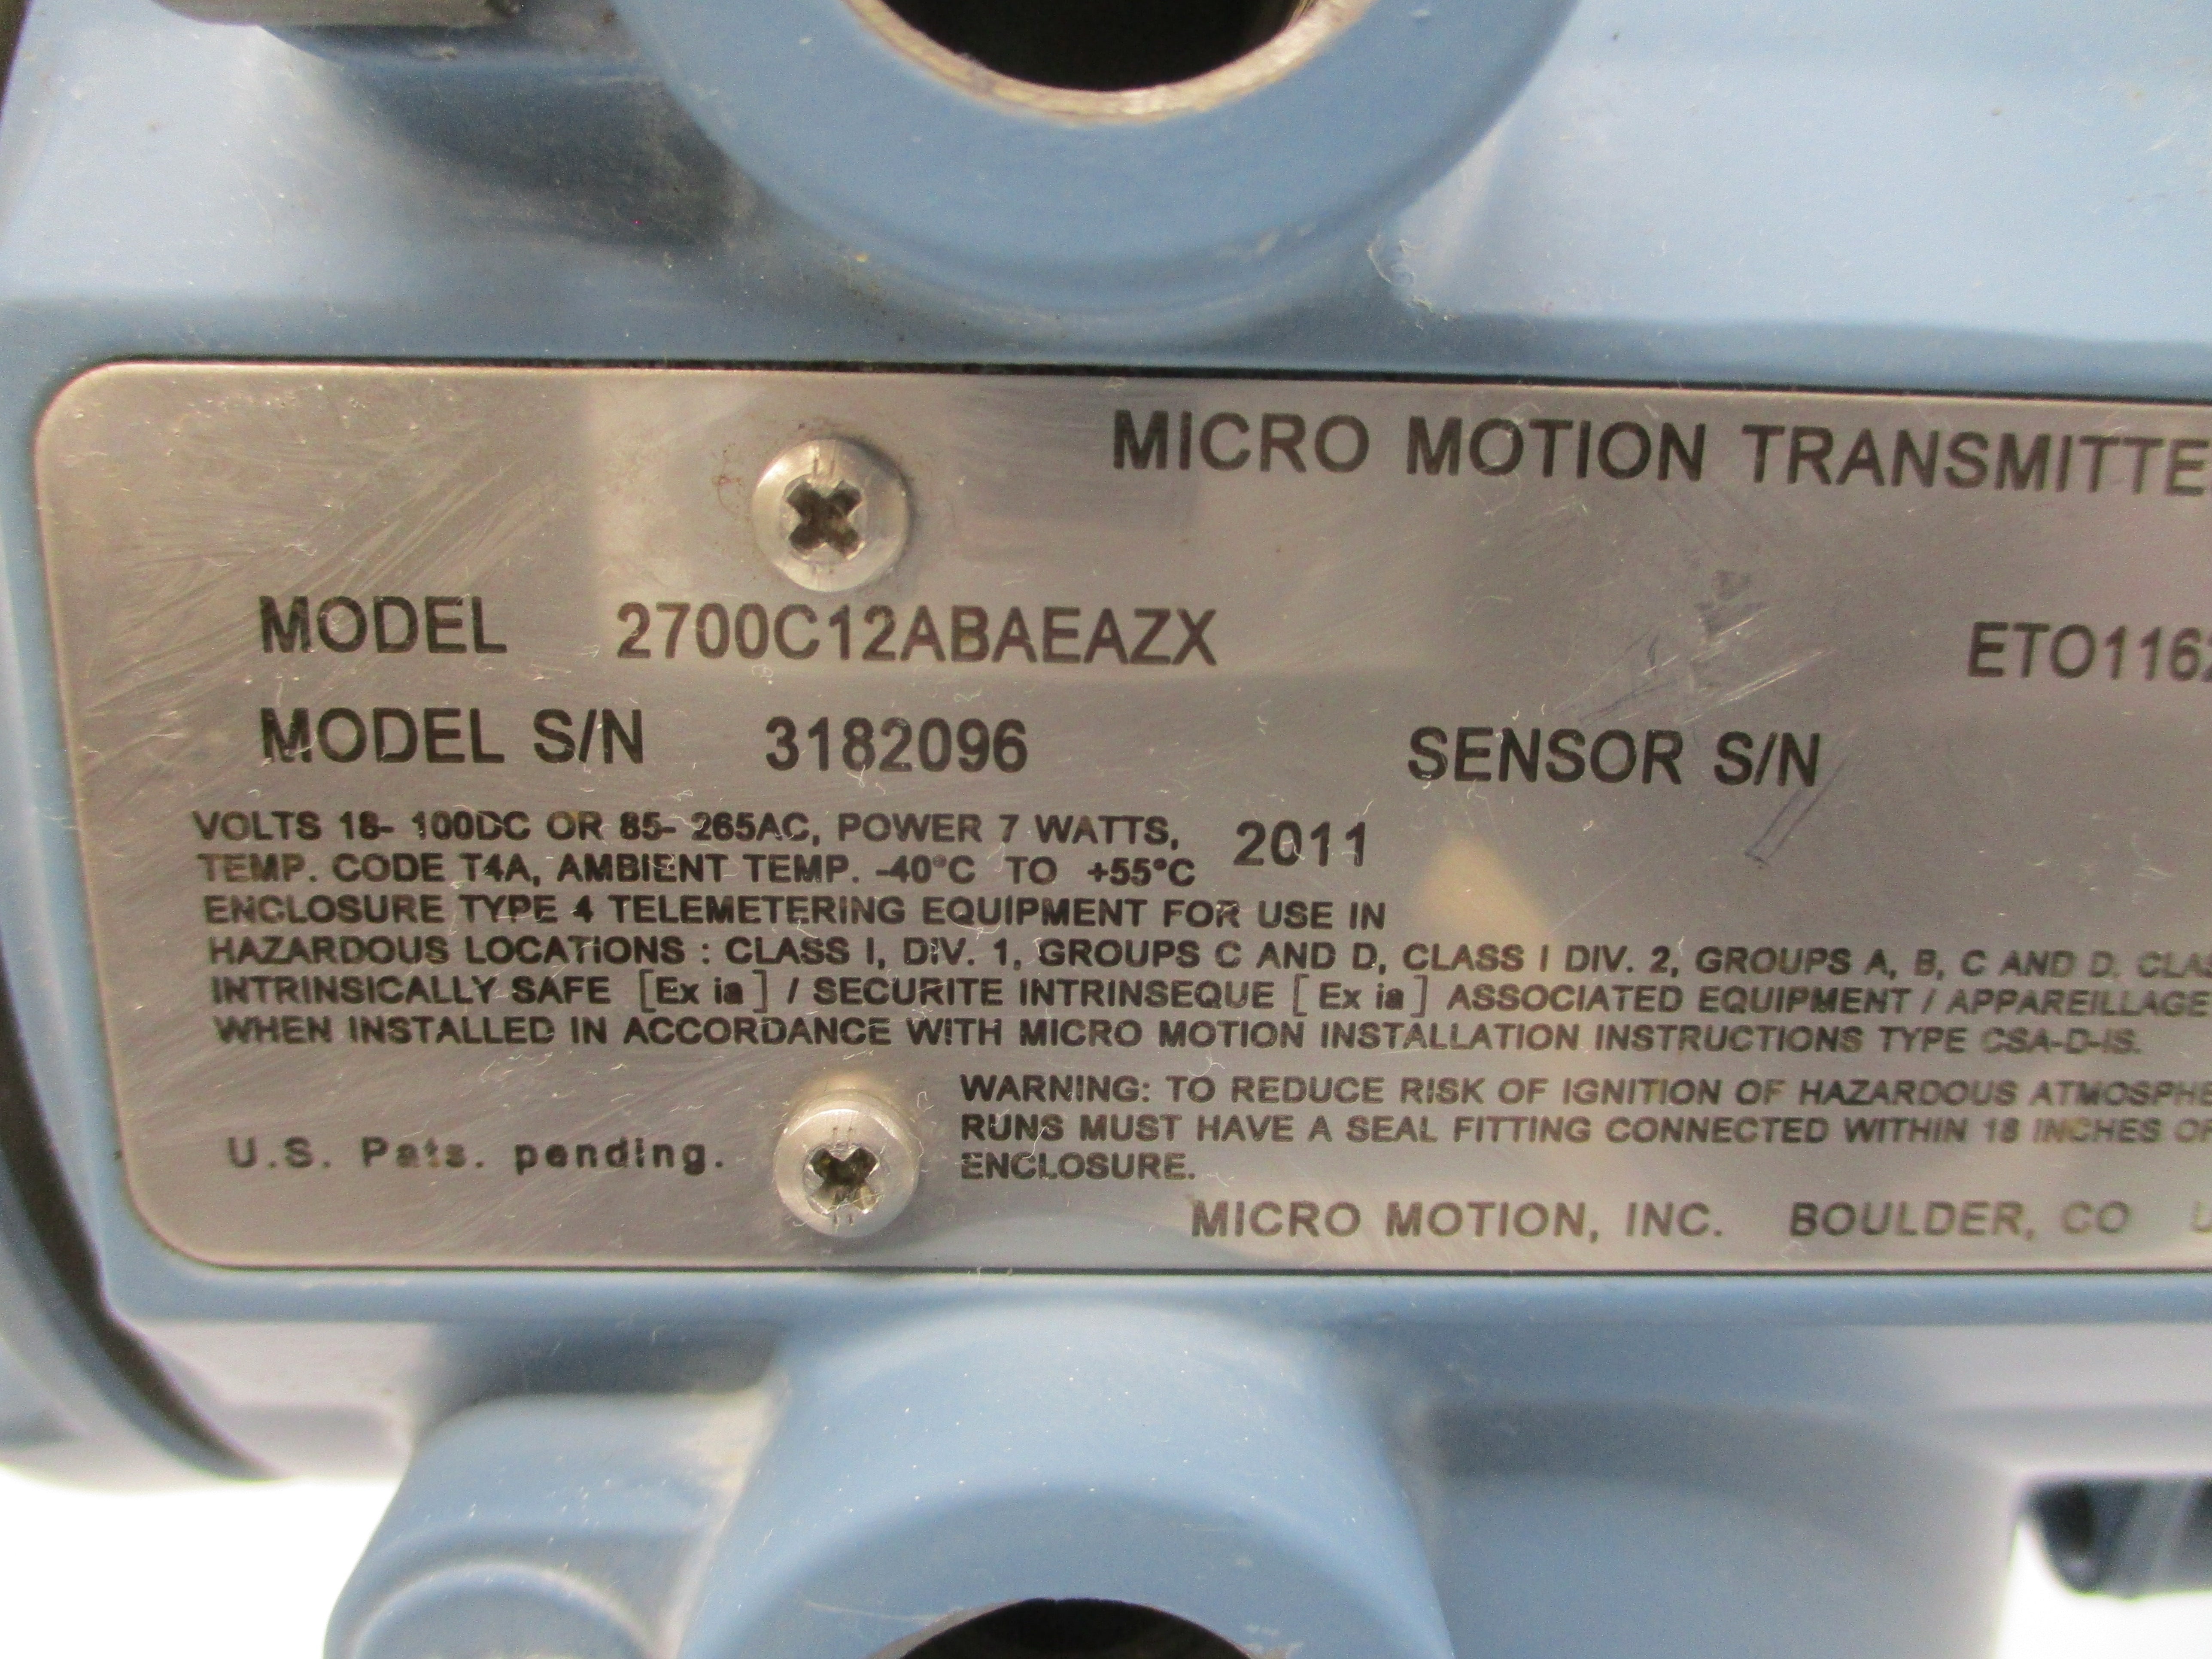 MICRO MOTION TRANSMITTE
MODEL 2700C12ABAEAZX
ETO116
MODEL S/N 3182096 SENSOR S/N
VOLTS 18- 100DC OR 85- 265AC, POWER 7 WATTS, 2011
TEMP. CODE T4A, AMBIENT TEMP. -40°C TO +55°C
ENCLOSURE TYPE 4 TELEMETERING EQUIPMENT FOR USE IN
HAZARDOUS LOCATIONS : CLASS I, DIV. 1, GROUPS C AND D, CLASS I DIV. 2, GROUPS A, B, C AND D, CLAS
INTRINSICALLY SAFE [Ex ia] / SECURITE INTRINSEQUE [Ex ia] ASSOCIATED EQUIPMENT / APPAREILLAGE
WHEN INSTALLED IN ACCORDANCE WITH MICRO MOTION INSTALLATION INSTRUCTIONS TYPE CSA-D-IS.
WARNING: TO REDUCE RISK OF IGNITION OF HAZARDOUS ATMOSPHE
RUNS MUST HAVE A SEAL FITTING CONNECTED WITHIN 18 INCHES OF
ENCLOSURE.
U.S. Pats. pending.
MICRO MOTION, INC. BOULDER, CO